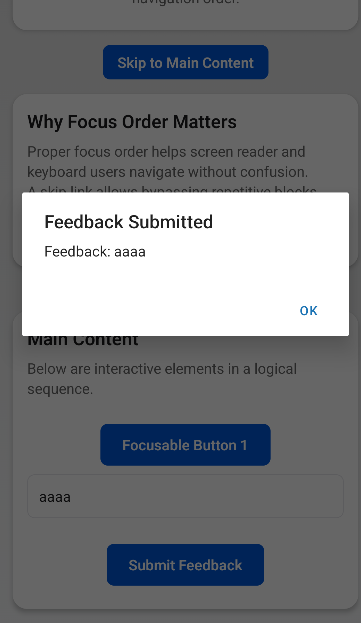 navigation order.
Skip to Main Content
Why Focus Order Matters
Proper focus order helps screen reader and
keyboard users navigate without confusion.
A skip link allows bypassing repetitive blocks
Feedback Submitted
Feedback: aaaa
OK
Main Content
Below are interactive elements in a logical
sequence.
Focusable Button 1
aaaa
Submit Feedback